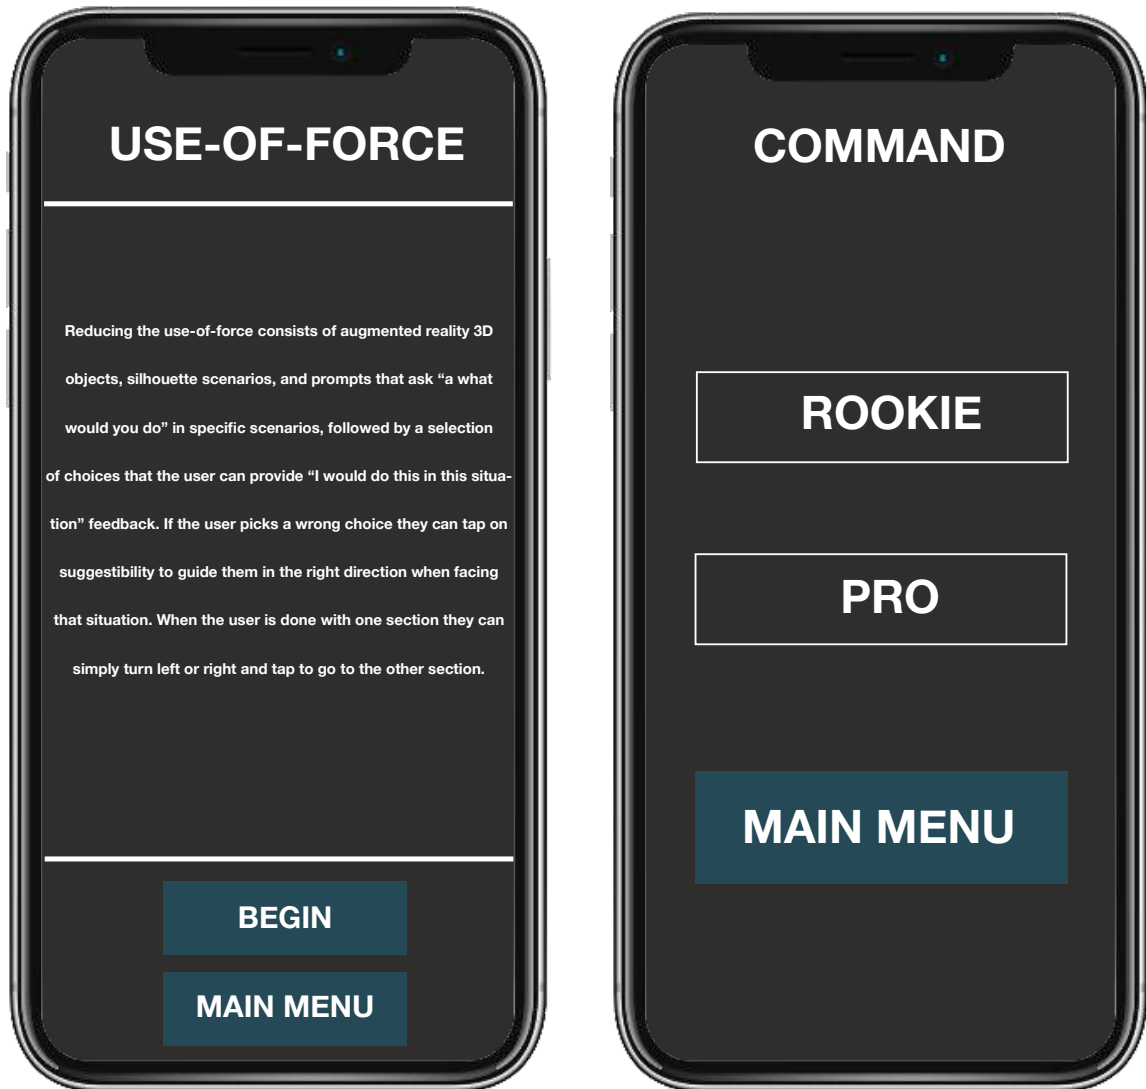 USE-OF-FORCE
Reducing the use-of-force consists of augmented reality 3D
objects, silhouette scenarios, and prompts that ask “a what
would you do” in specific scenarios, followed by a selection
of choices that the user can provide “I would do this in this situa-
tion” feedback. If the user picks a wrong choice they can tap on
suggestibility to guide them in the right direction when facing
that situation. When the user is done with one section they can
simply turn left or right and tap to go to the other section.
BEGIN
MAIN MENU
COMMAND
ROOKIE
PRO
MAIN MENU